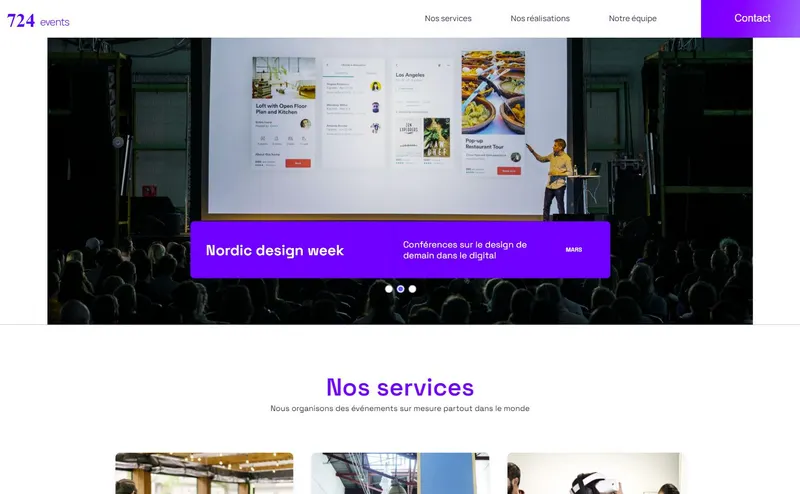 724 events
Nos services
Nos réalisations
Notre équipe
Contact
Loft with Open Floor
Plan and Kitchen
Los Angeles
Pop-up
Restaurant Tour
Nordic design week
Conférences sur le design de
demain dans le digital
MARS
Nos services
Nous organisons des événements sur mesure partout dans le monde